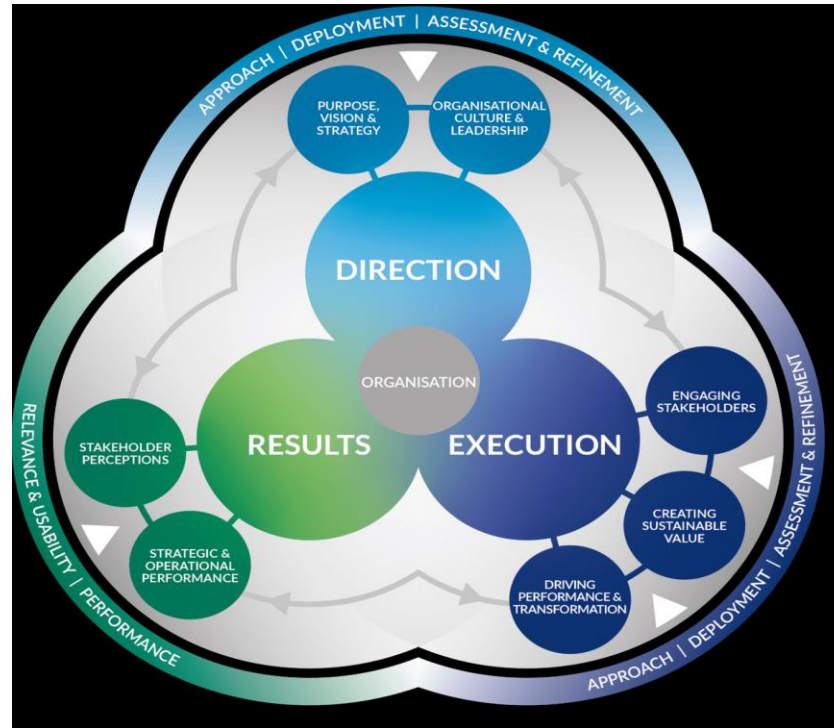 APPROACH | DEPLOYMENT | ASSESSMENT & REFINEMENT
PURPOSE,
VISION &
STRATEGY
ORGANISATIONAL
CULTURE &
LEADERSHIP
DIRECTION
ORGANISATION
RESULTS
EXECUTION
ENGAGING
STAKEHOLDERS
CREATING
SUSTAINABLE
VALUE
DRIVING
PERFORMANCE &
TRANSFORMATION
STAKEHOLDER
PERCEPTIONS
STRATEGIC &
OPERATIONAL
PERFORMANCE
RELEVANCE & USABILITY | PERFORMANCE
APPROACH | DEPLOYMENT | ASSESSMENT & REFINEMENT